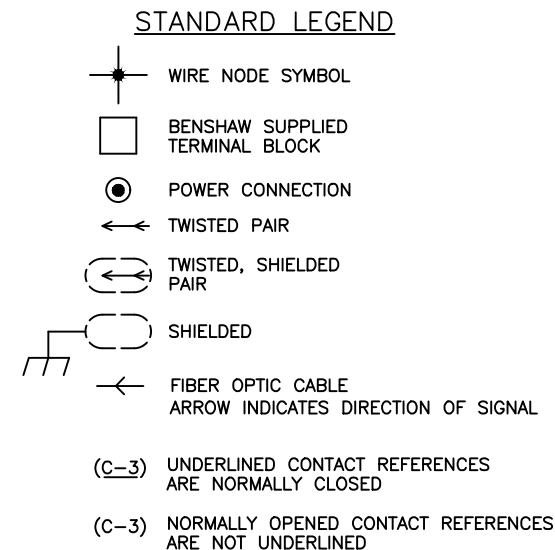 STANDARD LEGEND
WIRE NODE SYMBOL
BENSHAW SUPPLIED
TERMINAL BLOCK
POWER CONNECTION
TWISTED PAIR
TWISTED, SHIELDED
PAIR
SHIELDED
FIBER OPTIC CABLE
ARROW INDICATES DIRECTION OF SIGNAL
(C-3) UNDERLINED CONTACT REFERENCES
ARE NORMALLY CLOSED
(C-3) NORMALLY OPENED CONTACT REFERENCES
ARE NOT UNDERLINED